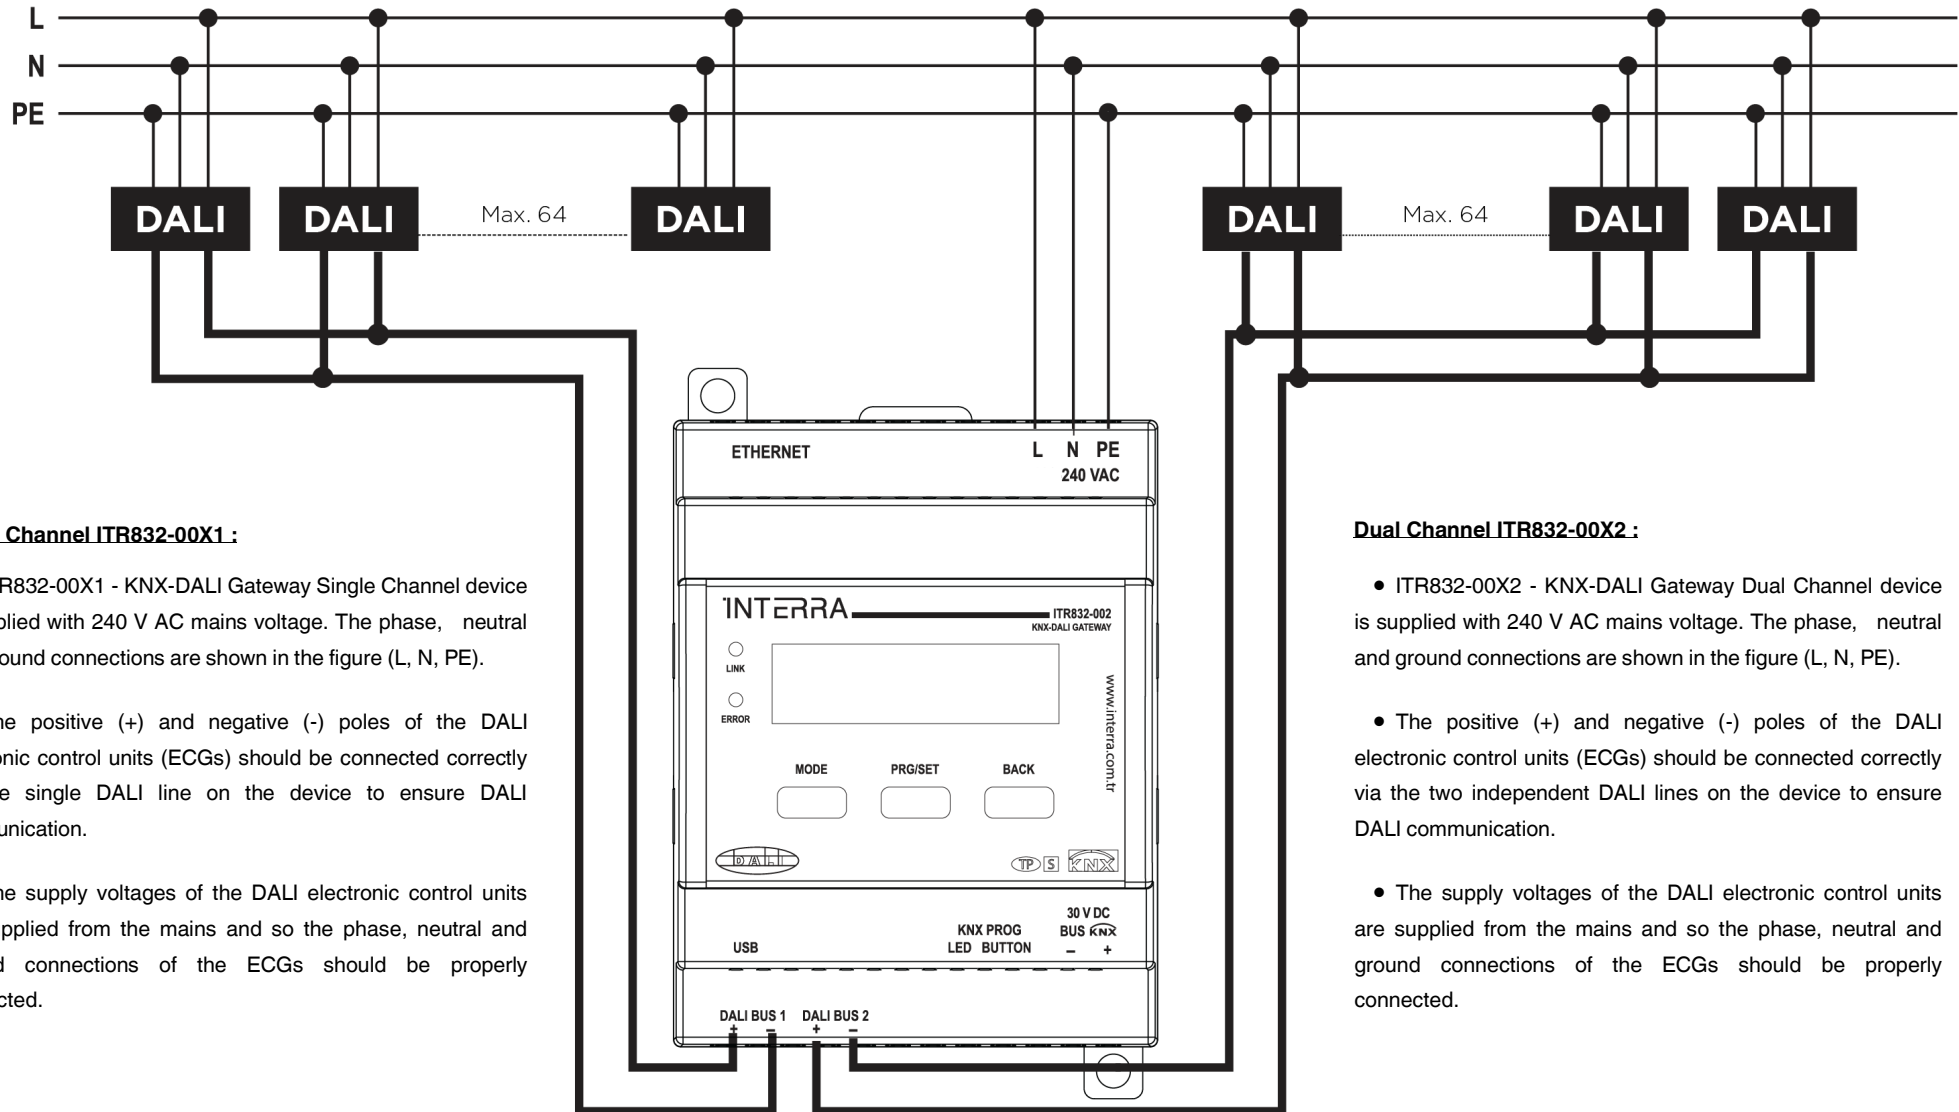 L
N
PE
DALI DALI Max. 64 DALI DALI Max. 64 DALI DALI
ETHERNET
L N PE
240 VAC
Channel ITR832-00X1 :
R832-00X1 - KNX-DALI Gateway Single Channel device
plied with 240 V AC mains voltage. The phase, neutral
ound connections are shown in the figure (L, N, PE).
he positive (+) and negative (-) poles of the DALI
onic control units (ECGs) should be connected correctly
e single DALI line on the device to ensure DALI
unication.
he supply voltages of the DALI electronic control units
pplied from the mains and so the phase, neutral and
d connections of the ECGs should be properly
cted.
INTERRA
ITR832-002
KNX-DALI GATEWAY
LINK
ERROR
www.interra.com.tr
MODE PRG/SET BACK
DALI
TP S KNX
USB
KNX PROG
LED BUTTON
30 V DC
BUS KNX
– +
DALI BUS 1 DALI BUS 2
+ – + –
Dual Channel ITR832-00X2 :
• ITR832-00X2 - KNX-DALI Gateway Dual Channel device
is supplied with 240 V AC mains voltage. The phase, neutral
and ground connections are shown in the figure (L, N, PE).
• The positive (+) and negative (-) poles of the DALI
electronic control units (ECGs) should be connected correctly
via the two independent DALI lines on the device to ensure
DALI communication.
• The supply voltages of the DALI electronic control units
are supplied from the mains and so the phase, neutral and
ground connections of the ECGs should be properly
connected.